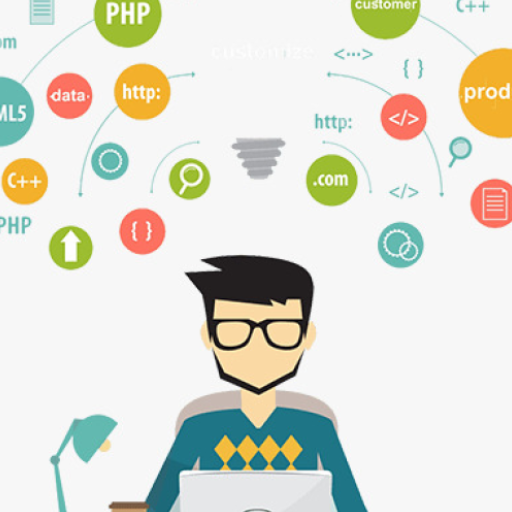 PHP
customer
C++
om
<···>
{ }
data
http:
prod
ML5
</>
http:
customize
C++
.com
</>
PHP
{ }